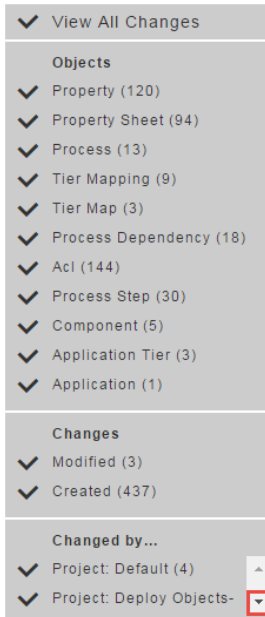 View All Changes
Objects
Property (120)
Property Sheet (94)
Process (13)
Tier Mapping (9)
Tier Map (3)
Process Dependency (18)
Acl (144)
Process Step (30)
Component (5)
Application Tier (3)
Application (1)
Changes
Modified (3)
Created (437)
Changed by...
Project: Default (4)
Project: Deploy Objects-